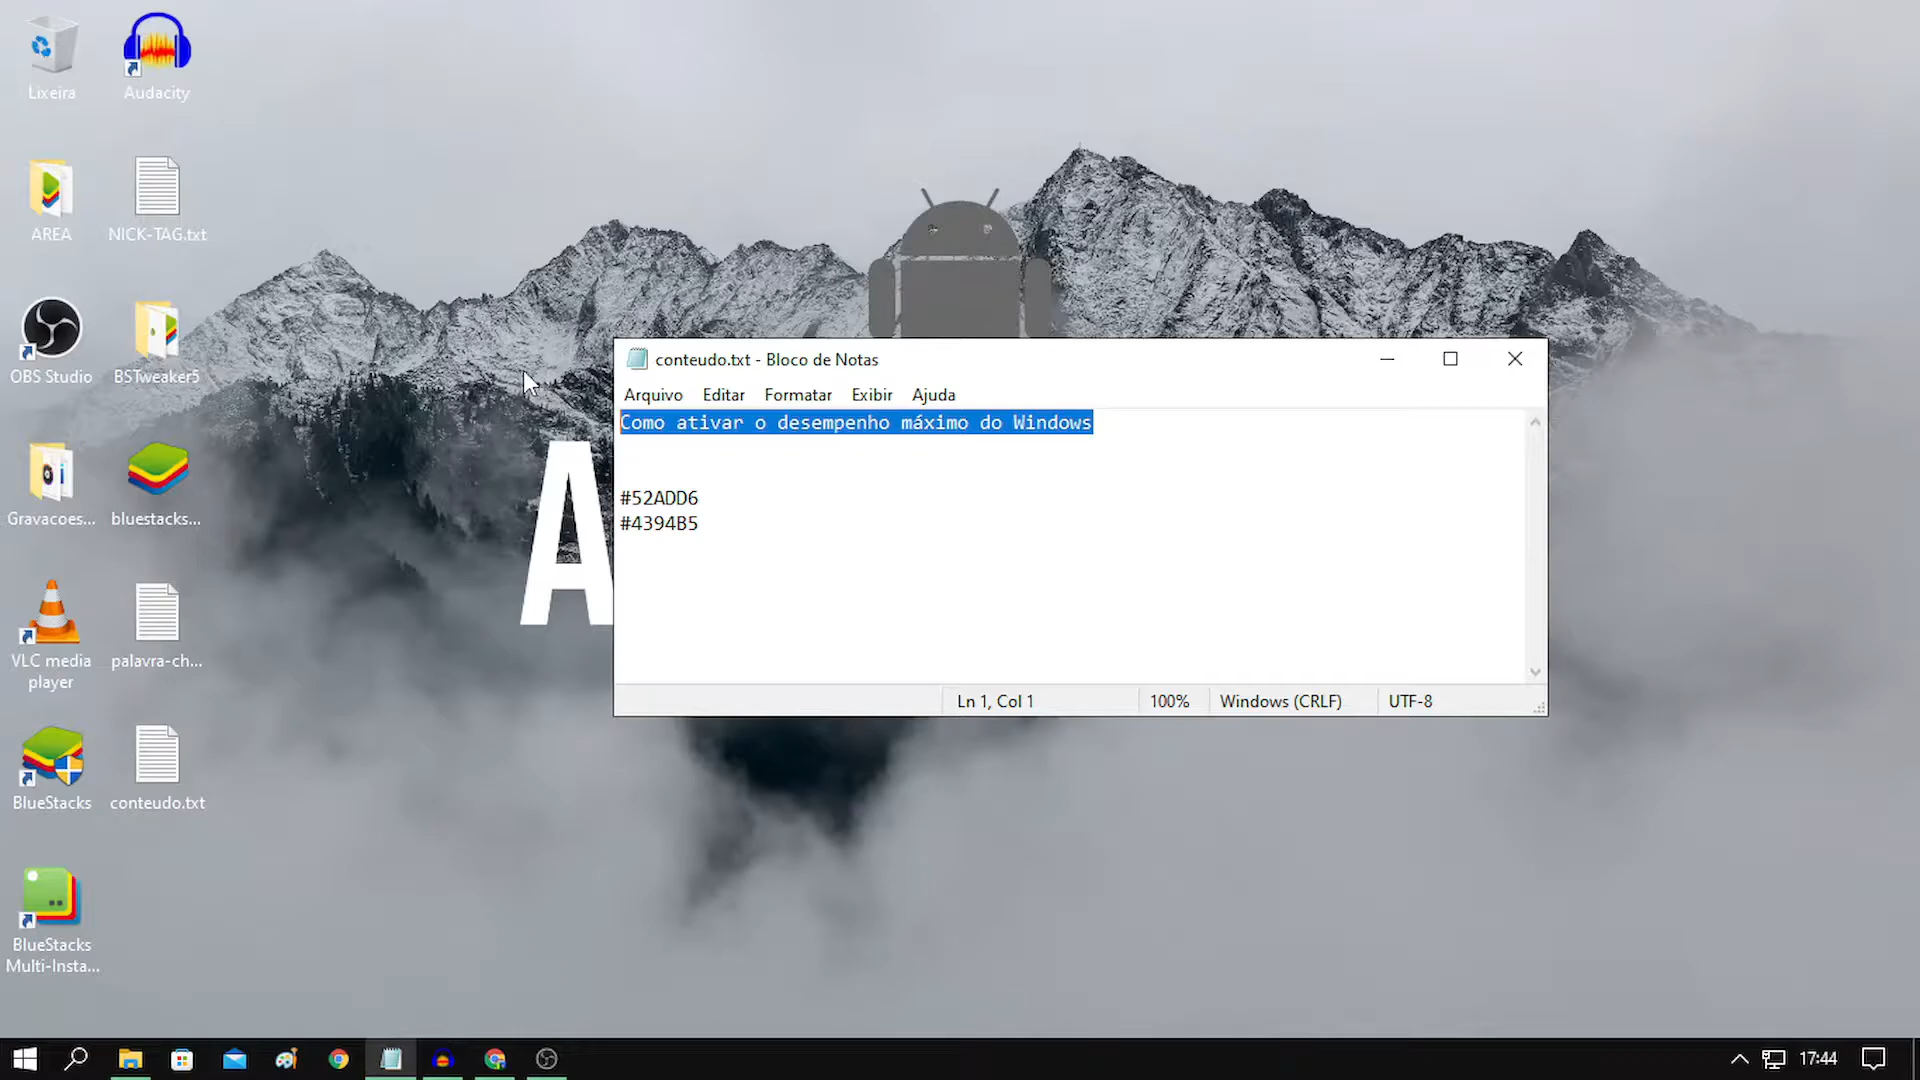 Lixeira
Audacity
AREA
NICK-TAG.txt
OBS Studio
BSTweaker5
Gravacoes...
bluestacks...
VLC media
player
palavra-ch...
BlueStacks
conteudo.txt
BlueStacks
Multi-Insta...
A
conteudo.txt - Bloco de Notas
Arquivo Editar Formatar Exibir Ajuda
Como ativar o desempenho máximo do Windows
#52ADD6
#4394B5
Ln 1, Col 1 100% Windows (CRLF) UTF-8
17:44